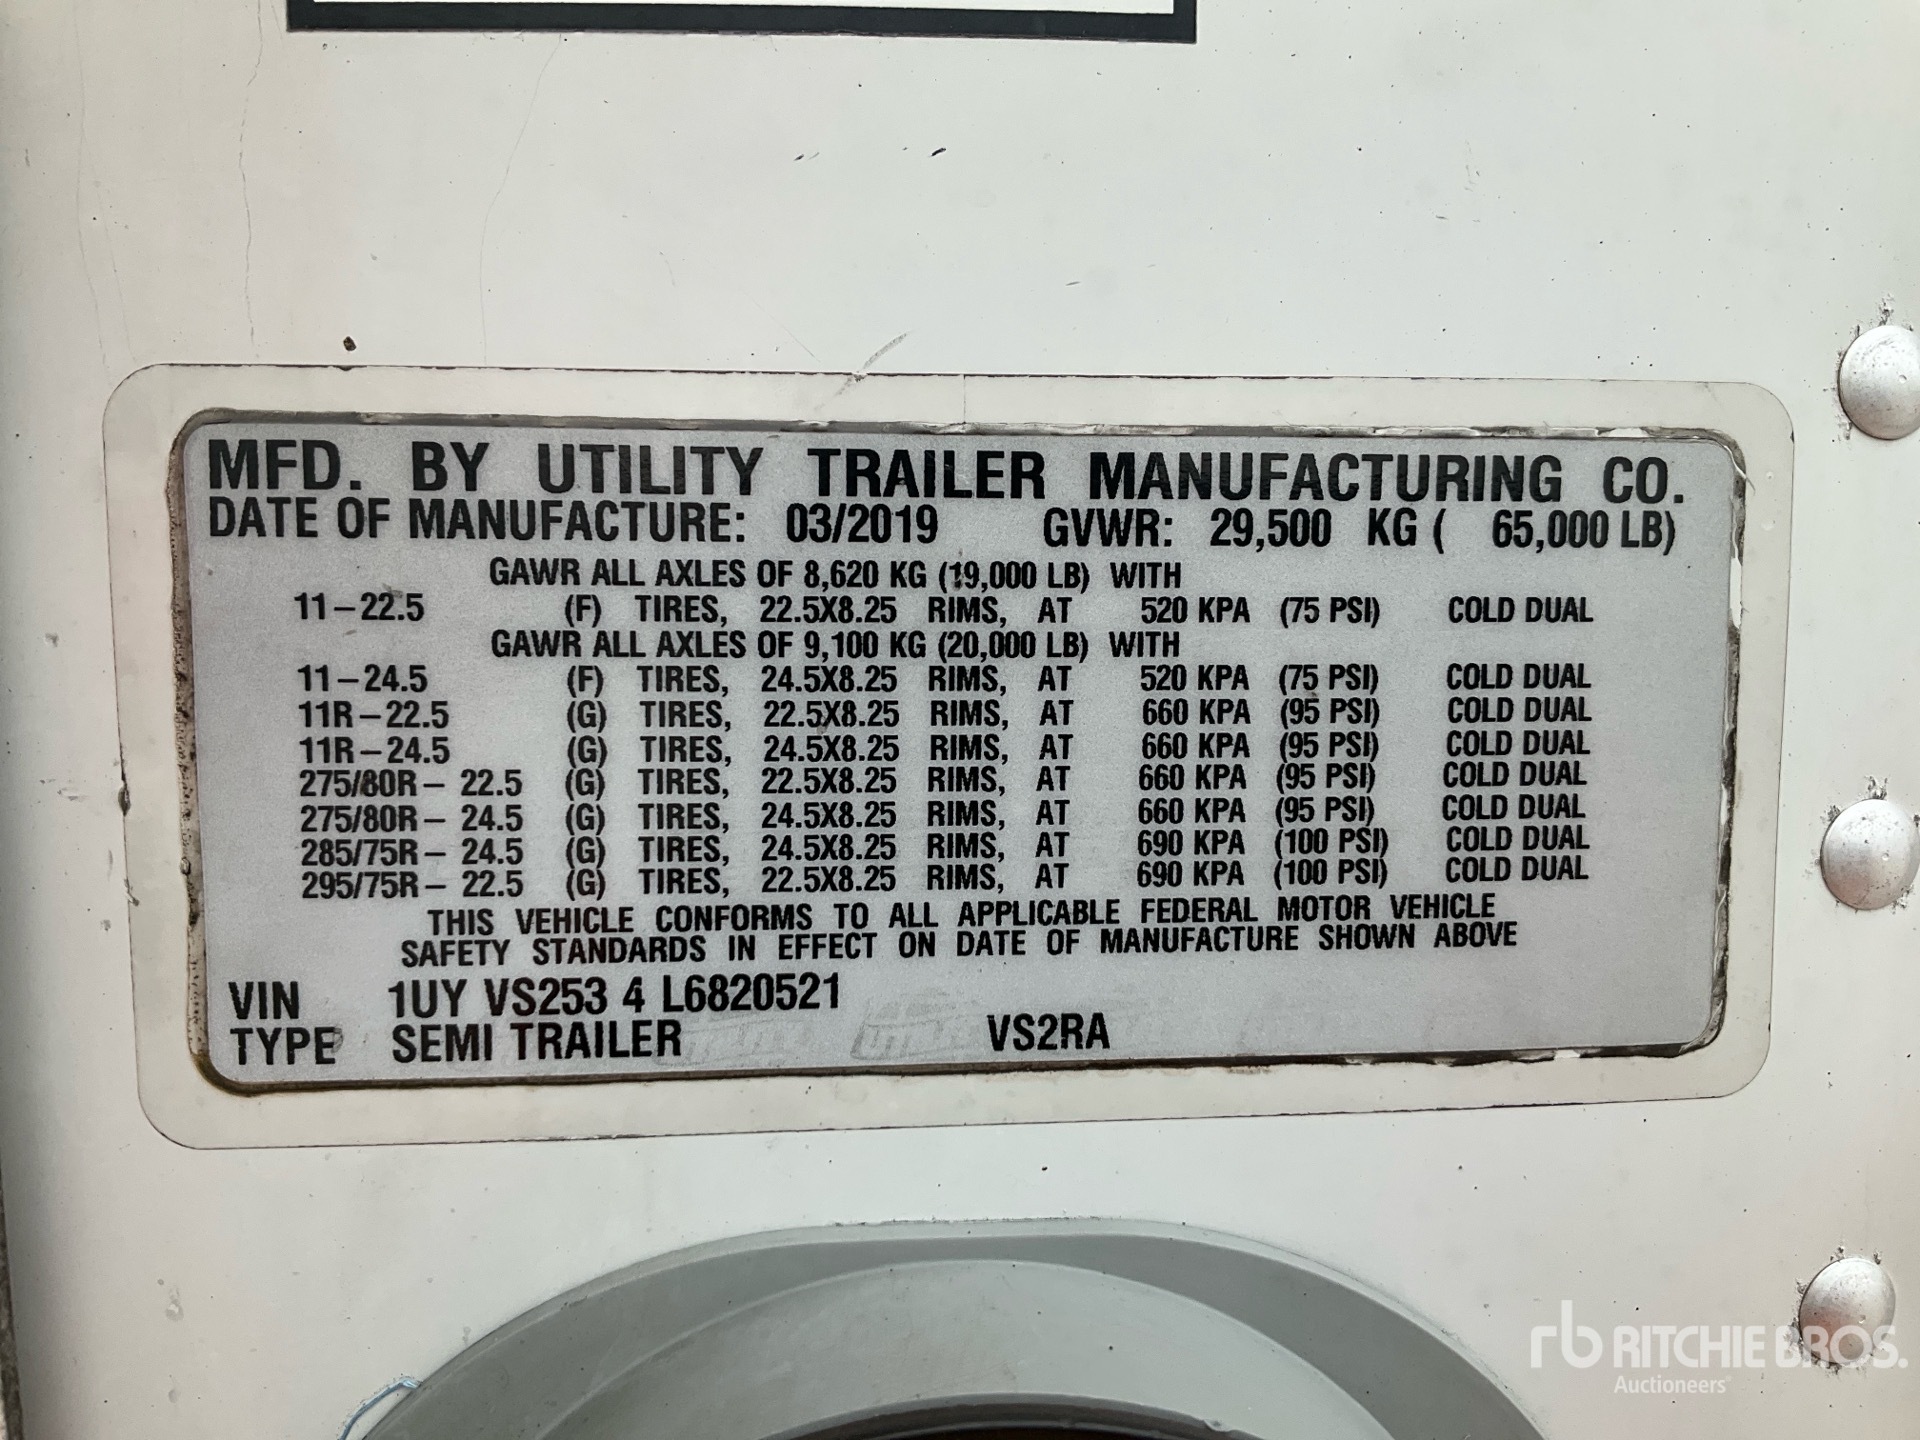 MFD. BY UTILITY TRAILER MANUFACTURING CO.
DATE OF MANUFACTURE: 03/2019 GVWR: 29,500 KG ( 65,000 LB)
GAWR ALL AXLES OF 8,620 KG (19,000 LB) WITH
11-22.5 (F) TIRES, 22.5X8.25 RIMS, AT 520 KPA (75 PSI) COLD DUAL
GAWR ALL AXLES OF 9,100 KG (20,000 LB) WITH
11-24.5 (F) TIRES, 24.5X8.25 RIMS, AT 520 KPA (75 PSI) COLD DUAL
11R-22.5 (G) TIRES, 22.5X8.25 RIMS, AT 660 KPA (95 PSI) COLD DUAL
11R-24.5 (G) TIRES, 24.5X8.25 RIMS, AT 660 KPA (95 PSI) COLD DUAL
275/80R- 22.5 (G) TIRES, 22.5X8.25 RIMS, AT 660 KPA (95 PSI) COLD DUAL
275/80R- 24.5 (G) TIRES, 24.5X8.25 RIMS, AT 660 KPA (95 PSI) COLD DUAL
285/75R- 24.5 (G) TIRES, 24.5X8.25 RIMS, AT 690 KPA (100 PSI) COLD DUAL
295/75R- 22.5 (G) TIRES, 22.5X8.25 RIMS, AT 690 KPA (100 PSI) COLD DUAL
THIS VEHICLE CONFORMS TO ALL APPLICABLE FEDERAL MOTOR VEHICLE
SAFETY STANDARDS IN EFFECT ON DATE OF MANUFACTURE SHOWN ABOVE
VIN 1UY VS253 4 L6820521
TYPE SEMI TRAILER VS2RA
rb RITCHIE BROS.
Auctioneers